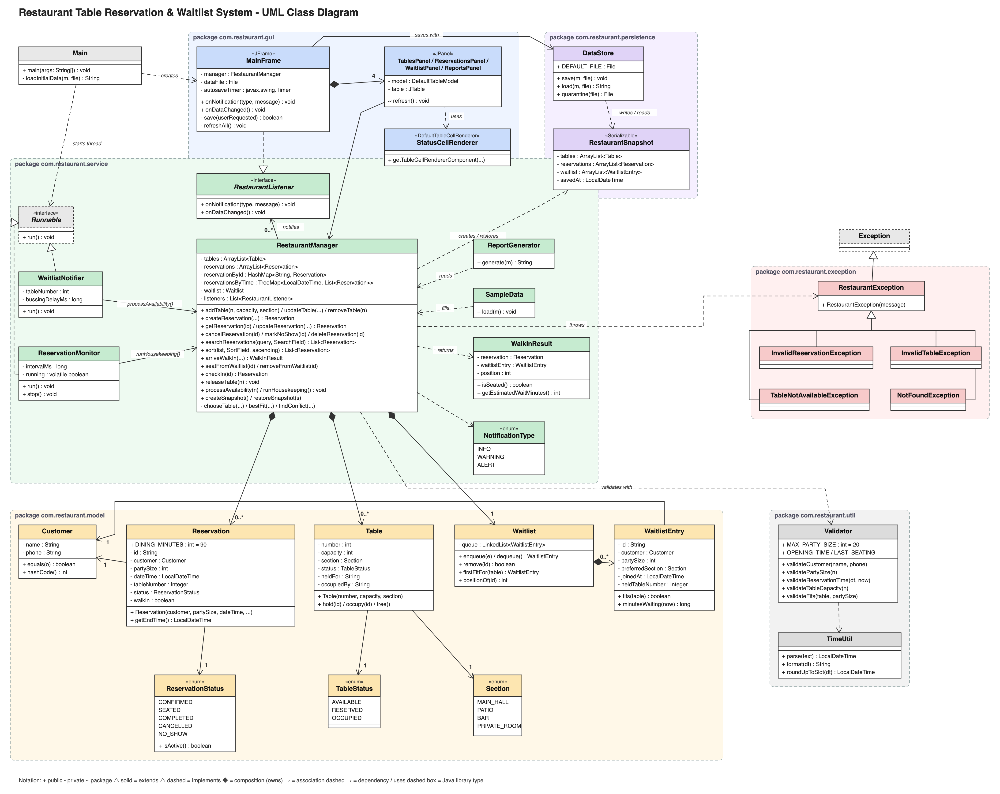 Restaurant Table Reservation & Waitlist System - UML Class Diagram
package com.restaurant.gui
saves with
package com.restaurant.persistence
Main
+ main(args: String[]) : void
- loadInitialData(m, file) : String
creates
«JFrame»
MainFrame
- manager : RestaurantManager
- dataFile : File
- autosaveTimer : javax.swing.Timer
+ onNotification(type, message) : void
+ onDataChanged() : void
- save(userRequested) : boolean
- refreshAll() : void
4
«JPanel»
TablesPanel / ReservationsPanel /
WaitlistPanel / ReportsPanel
- model : DefaultTableModel
- table : JTable
~ refresh() : void
uses
«DefaultTableCellRenderer»
StatusCellRenderer
+ getTableCellRendererComponent(...)
DataStore
+ DEFAULT_FILE : File
+ save(m, file) : void
+ load(m, file) : String
+ quarantine(file) : File
writes / reads
«Serializable»
RestaurantSnapshot
- tables : ArrayList<Table>
- reservations : ArrayList<Reservation>
- waitlist : ArrayList<WaitlistEntry>
- savedAt : LocalDateTime
starts thread
package com.restaurant.service
«interface»
RestaurantListener
+ onNotification(type, message) : void
+ onDataChanged() : void
0..*
notifies
«interface»
Runnable
+ run() : void
WaitlistNotifier
- tableNumber : int
- bussingDelayMs : long
+ run() : void
processAvailability()
ReservationMonitor
- intervalMs : long
- running : volatile boolean
+ run() : void
+ stop() : void
runHousekeeping()
RestaurantManager
- tables : ArrayList<Table>
- reservations : ArrayList<Reservation>
- reservationById : HashMap<String, Reservation>
- reservationsByTime : TreeMap<LocalDateTime, List<Reservation>>
- waitlist : Waitlist
- listeners : List<RestaurantListener>
+ addTable(n, capacity, section) / updateTable(...) / removeTable(n)
+ createReservation(...) : Reservation
+ getReservation(id) / updateReservation(...) : Reservation
+ cancelReservation(id) / markNoShow(id) / deleteReservation(id)
+ searchReservations(query, SearchField) : List<Reservation>
+ sort(list, SortField, ascending) : List<Reservation>
+ arriveWalkIn(...) : WalkInResult
+ seatFromWaitlist(id) / removeFromWaitlist(id)
+ checkIn(id) : Reservation
+ releaseTable(n) : void
+ processAvailability(n) / runHousekeeping() : void
+ createSnapshot() / restoreSnapshot(s)
- chooseTable(...) / bestFit(...) / findConflict(...)
creates / restores
ReportGenerator
+ generate(m) : String
reads
SampleData
+ load(m) : void
fills
throws
WalkInResult
- reservation : Reservation
- waitlistEntry : WaitlistEntry
- position : int
+ isSeated() : boolean
+ getEstimatedWaitMinutes() : int
returns
«enum»
NotificationType
INFO
WARNING
ALERT
Exception
package com.restaurant.exception
RestaurantException
+ RestaurantException(message)
InvalidReservationException
InvalidTableException
TableNotAvailableException
NotFoundException
validates with
package com.restaurant.model
0..*
0..*
1
Customer
- name : String
- phone : String
+ equals(o) : boolean
+ hashCode() : int
1
1
Reservation
+ DINING_MINUTES : int = 90
- id : String
- customer : Customer
- partySize : int
- dateTime : LocalDateTime
- tableNumber : Integer
- status : ReservationStatus
- walkIn : boolean
+ Reservation(customer, partySize, dateTime, ...)
+ getEndTime() : LocalDateTime
Table
- number : int
- capacity : int
- section : Section
- status : TableStatus
- heldFor : String
- occupiedBy : String
+ Table(number, capacity, section)
+ hold(id) / occupy(id) / free()
Waitlist
- queue : LinkedList<WaitlistEntry>
+ enqueue(e) / dequeue() : WaitlistEntry
+ remove(id) : boolean
+ firstFitFor(table) : WaitlistEntry
+ positionOf(id) : int
0..*
WaitlistEntry
- id : String
- customer : Customer
- partySize : int
- preferredSection : Section
- joinedAt : LocalDateTime
- heldTableNumber : Integer
+ fits(table) : boolean
+ minutesWaiting(now) : long
package com.restaurant.util
Validator
+ MAX_PARTY_SIZE : int = 20
+ OPENING_TIME / LAST_SEATING
+ validateCustomer(name, phone)
+ validatePartySize(n)
+ validateReservationTime(dt, now)
+ validateTableCapacity(n)
+ validateFits(table, partySize)
TimeUtil
+ parse(text) : LocalDateTime
+ format(dt) : String
+ roundUpToSlot(dt) : LocalDateTime
1
«enum»
ReservationStatus
CONFIRMED
SEATED
COMPLETED
CANCELLED
NO_SHOW
+ isActive() : boolean
1
«enum»
TableStatus
AVAILABLE
RESERVED
OCCUPIED
1
«enum»
Section
MAIN_HALL
PATIO
BAR
PRIVATE_ROOM
Notation: + public - private ~ package △ solid = extends △ dashed = implements ◆ = composition (owns) → = association dashed → = dependency / uses dashed box = Java library type